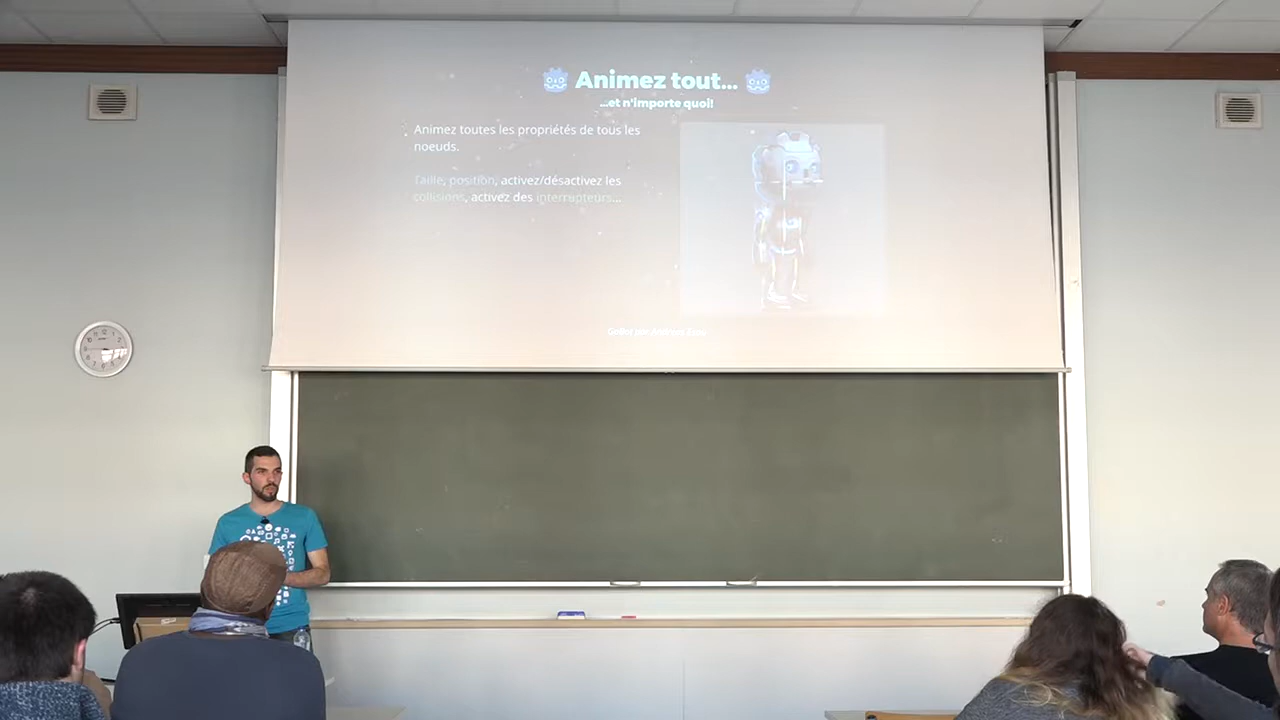 Animez tout...
...et n'importe quoi!
Animez toutes les propriétés de tous les
noeuds.
Taille, position, activez/désactivez les
collisions, activez des interrupteurs...